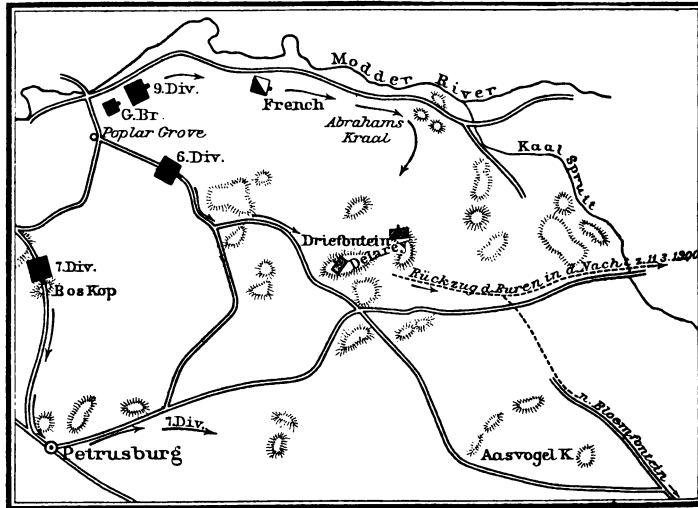 Modder River
9. Div.
French
G.Br.
Abrahams
Kraal
Poplar Grove
Kaal Spruit
6. Div.
Driefontein
Delarey
7. Div.
Bos Kop
Rückzug d. Buren in d. Nacht z. 11.3.1900
7. Div.
Petrusburg
Aasvogel K.
n. Bloemfontein